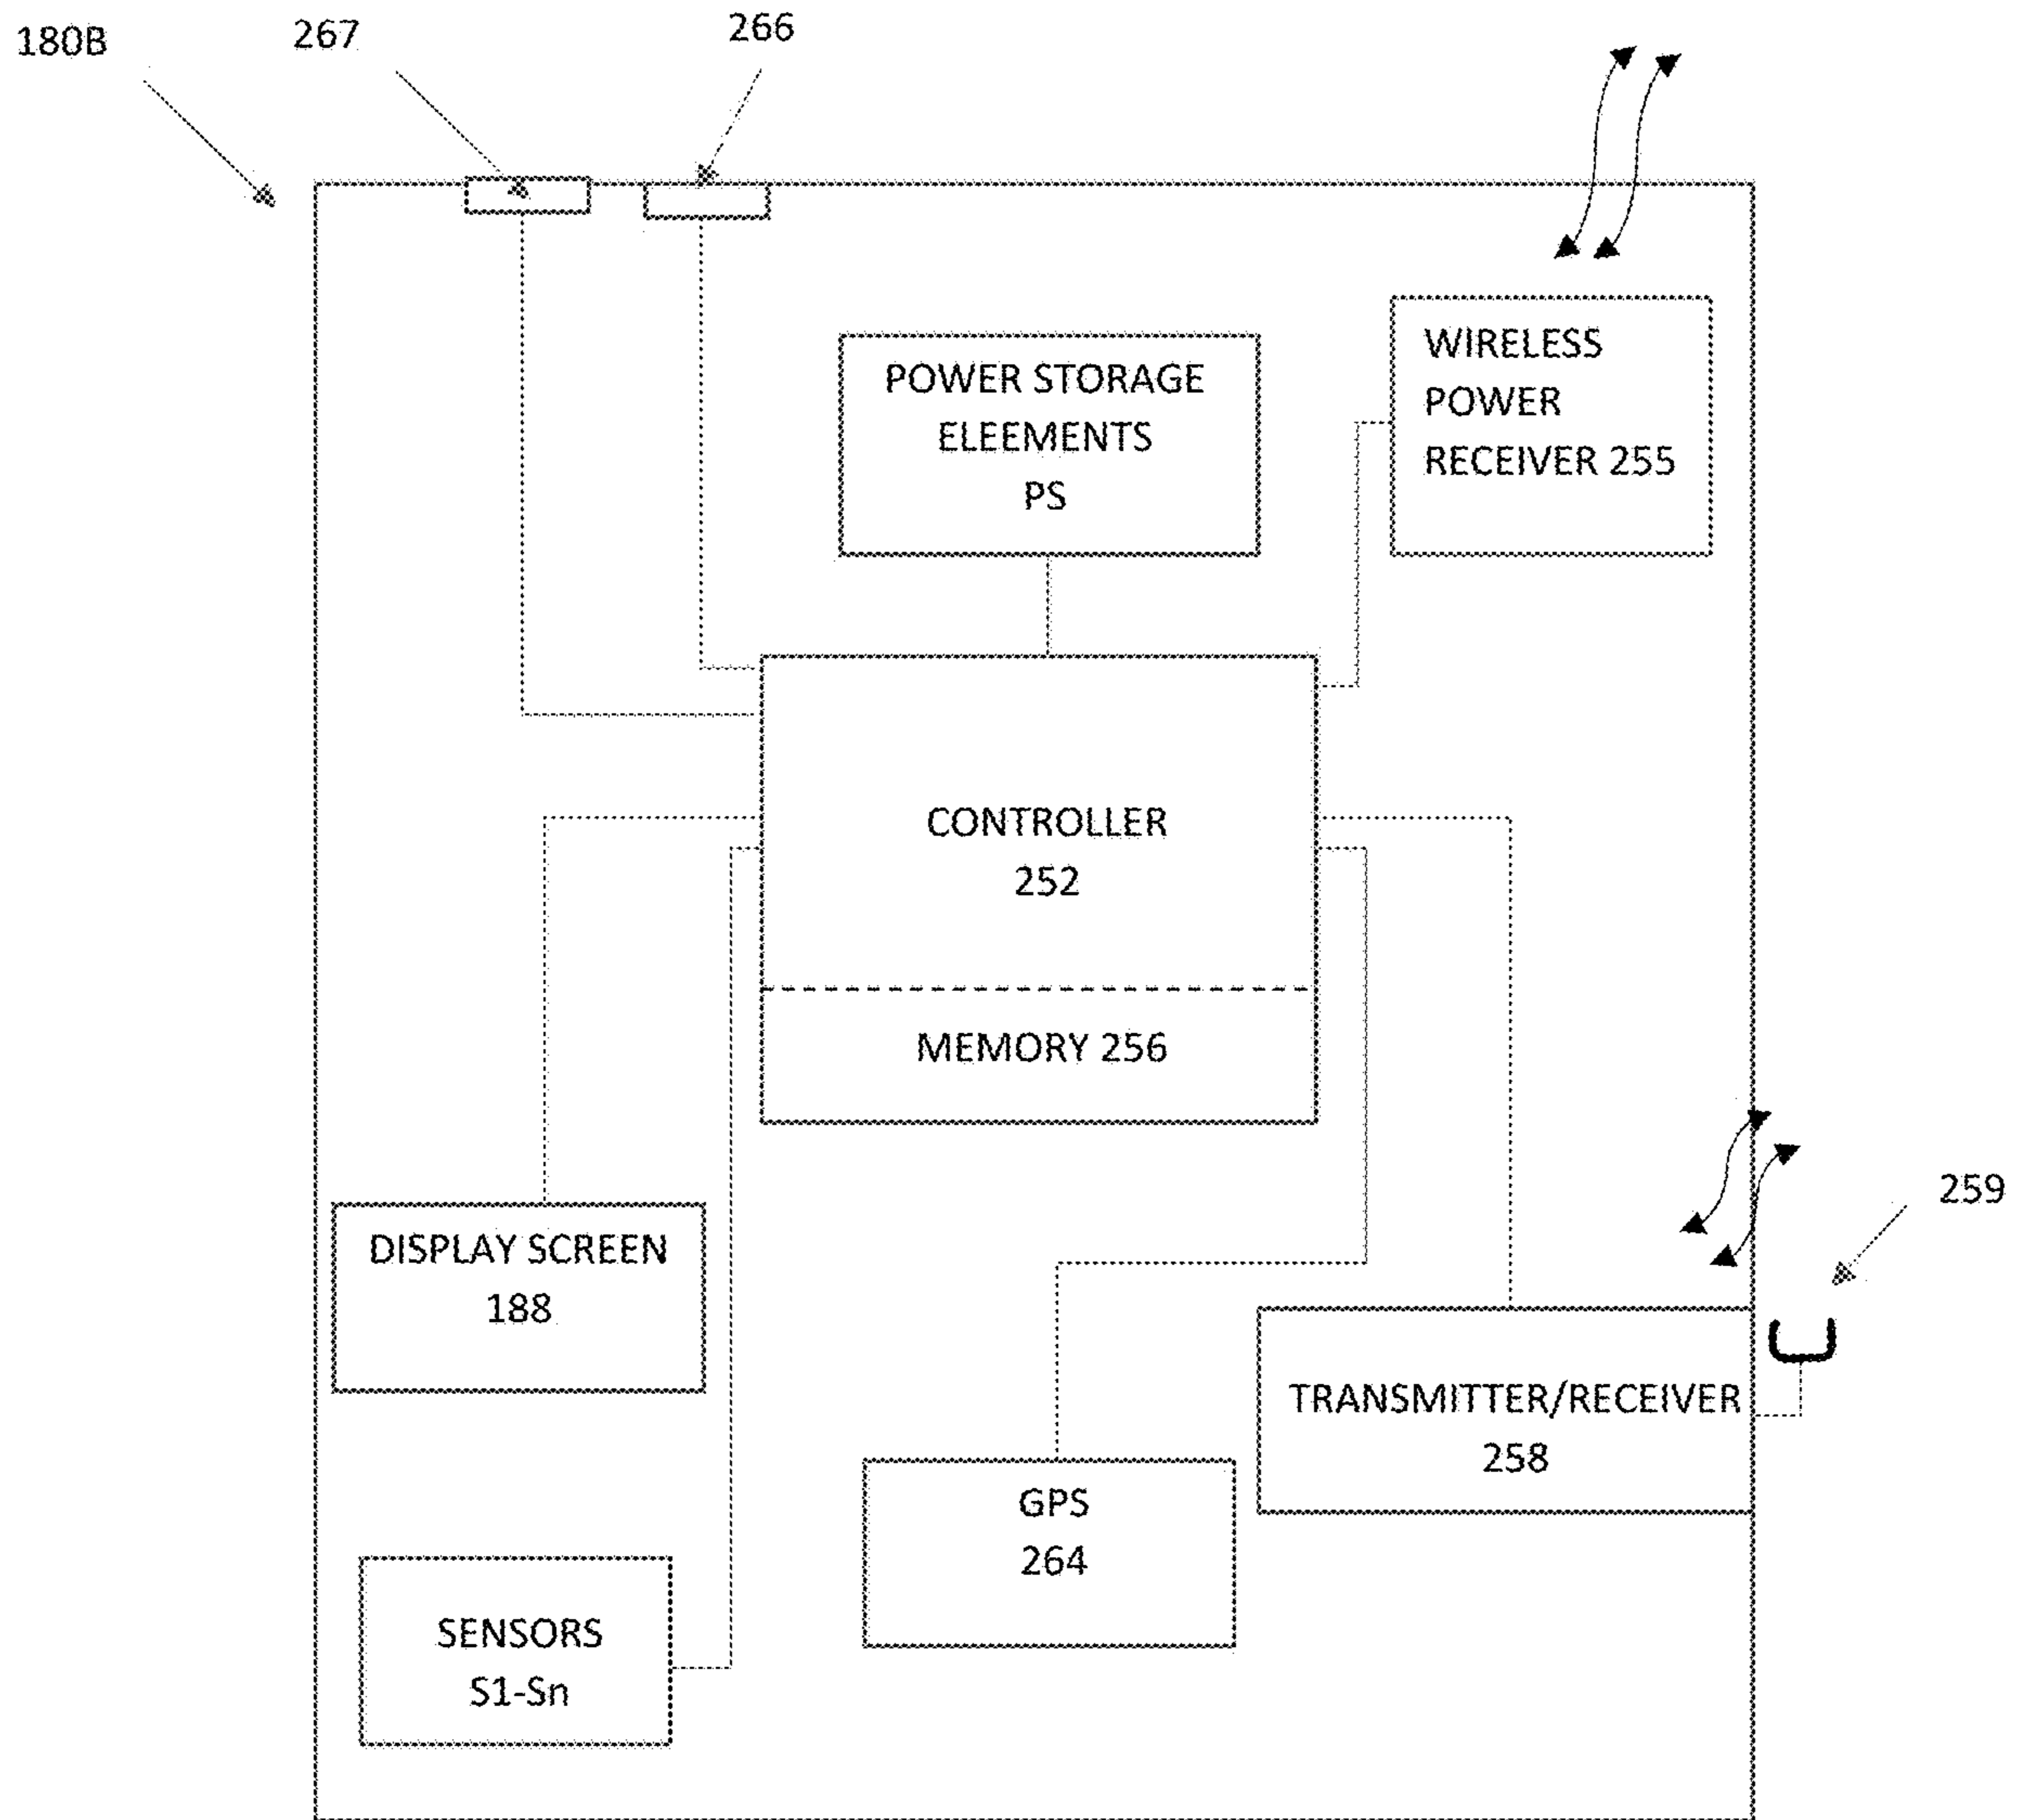 180B
267
266
WIRELESS
POWER
RECEIVER 255
POWER STORAGE
ELEEMENTS
PS
CONTROLLER
252
MEMORY 256
259
DISPLAY SCREEN
188
TRANSMITTER/RECEIVER
258
GPS
264
SENSORS
S1-Sn